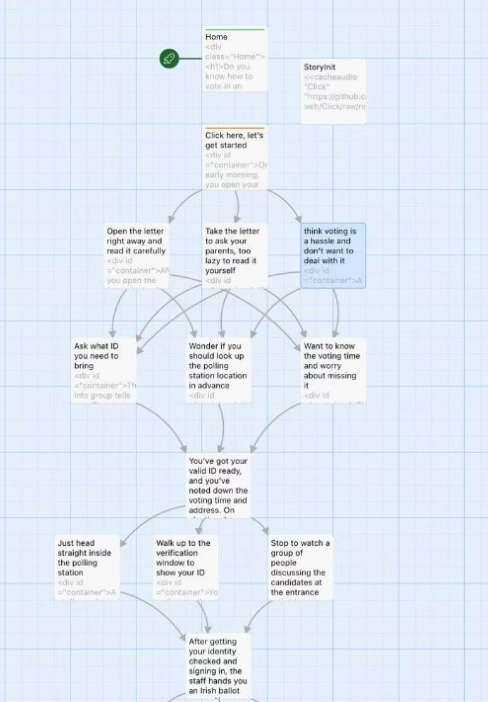 Home
<div
class="Home">
<h1>Do you
know how to
vote in an
StoryInit
<<cacheaudio
"Click"
"https://github.c
web/Click/raw/re
Click here, let's
get started
<div id
="container">On
early morning,
you open your
Open the letter
right away and
read it carefully
<div id
="container">Aft
you open the
Take the letter
to ask your
parents, too
lazy to read it
yourself
<div id
think voting is
a hassle and
don't want to
deal with it
<div id
="container">A
Ask what ID
you need to
bring
<div id
="container">Th
info group tells
Wonder if you
should look up
the polling
station location
in advance
<div id
Want to know
the voting time
and worry
about missing
it
<div id
You've got your
valid ID ready,
and you've
noted down the
voting time and
address. On
Just head
straight inside
the polling
station
<div id
="container">A
Walk up to the
verification
window to
show your ID
<div id
="container">Yo
Stop to watch a
group of
people
discussing the
candidates at
the entrance
After getting
your identity
checked and
signing in, the
staff hands you
an Irish ballot